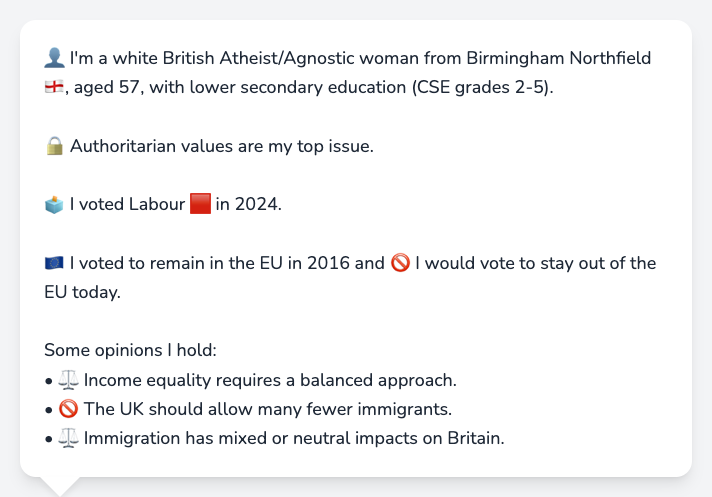 👤 I'm a white British Atheist/Agnostic woman from Birmingham Northfield
🏴󠁧󠁢󠁥󠁮󠁧󠁿, aged 57, with lower secondary education (CSE grades 2-5).
🔒 Authoritarian values are my top issue.
🗳️ I voted Labour 🟥 in 2024.
🇪🇺 I voted to remain in the EU in 2016 and 🚫 I would vote to stay out of the
EU today.
Some opinions I hold:
• ⚖️ Income equality requires a balanced approach.
• 🚫 The UK should allow many fewer immigrants.
• ⚖️ Immigration has mixed or neutral impacts on Britain.